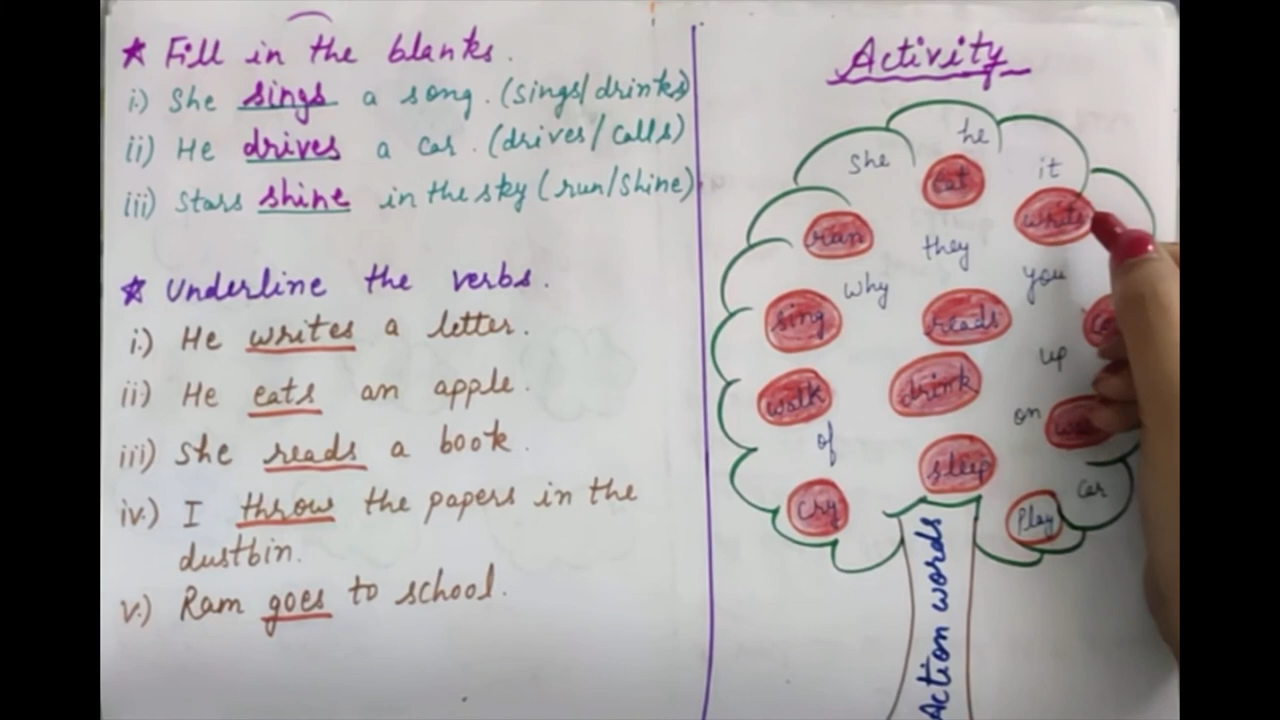 ★ Fill in the blanks.
i.) She sings a song. (sings/drinks)
ii) He drives a car. (drives/calls)
iii) Stars shine in the sky (run/shine)
★ Underline the verbs.
i.) He writes a letter.
ii.) He eats an apple.
iii) She reads a book.
iv.) I throw the papers in the
dustbin.
v.) Ram goes to school.
Activity
he
She
eat
it
write
ran
they
why
you
sing
reads
up
walk
drink
on
of
sleep
cry
car
Play
Action words